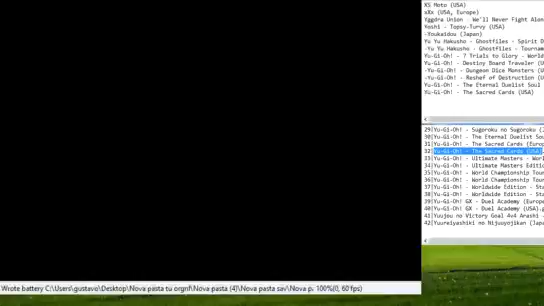 XS Moto (USA)
xXx (USA, Europe)
Yggdra Union - We'll Never Fight Alon
Yoshi - Topsy-Turvy (USA)
-Youkaidou (Japan)
Yu Yu Hakusho - Ghostfiles - Spirit D
-Yu Yu Hakusho - Ghostfiles - Tournam
Yu-Gi-Oh! - 7 Trials to Glory - World
Yu-Gi-Oh! - Destiny Board Traveler (U
-Yu-Gi-Oh! - Dungeon Dice Monsters (U
-Yu-Gi-Oh! - Reshef of Destruction (U
Yu-Gi-Oh! - The Eternal Duelist Soul
Yu-Gi-Oh! - The Sacred Cards (USA)
29|Yu-Gi-Oh! - Sugoroku no Sugoroku (J
30|Yu-Gi-Oh! - The Eternal Duelist Sou
31|Yu-Gi-Oh! - The Sacred Cards (Europ
32|Yu-Gi-Oh! - The Sacred Cards (USA)
33|Yu-Gi-Oh! - Ultimate Masters - Worl
34|Yu-Gi-Oh! - Ultimate Masters Editio
35|Yu-Gi-Oh! - World Championship Tour
36|Yu-Gi-Oh! - World Championship Tour
37|Yu-Gi-Oh! - Worldwide Edition - Sta
38|Yu-Gi-Oh! - Worldwide Edition - Sta
39|Yu-Gi-Oh! GX - Duel Academy (Europe
40|Yu-Gi-Oh! GX - Duel Academy (USA).g
41|Yuujou no Victory Goal 4v4 Arashi -
42|Yuureiyashiki no Nijuuyojikan (Japa
Wrote battery C:\Users\gustavo\Desktop\Nova pasta tu orgnf\Nova pasta (4)\Nova pasta sav\Nova p. 100%(0, 60 fps)